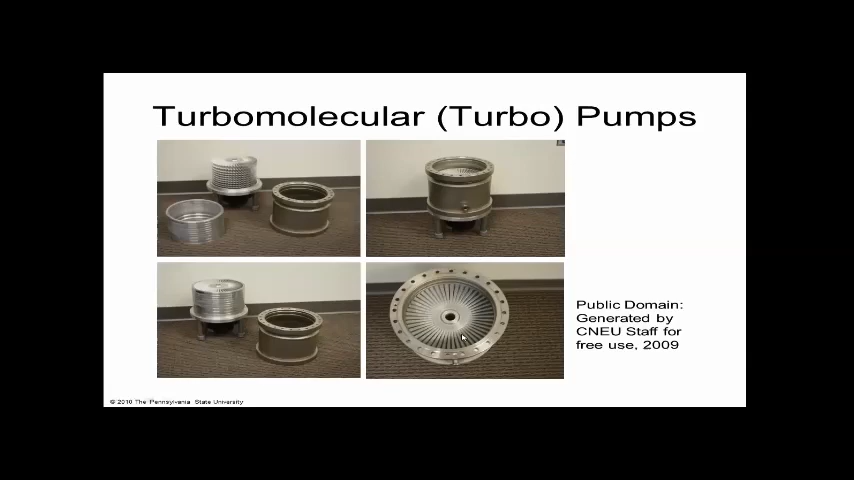 Turbomolecular (Turbo) Pumps
Public Domain:
Generated by
CNEU Staff for
free use, 2009
© 2010 The Pennsylvania State University